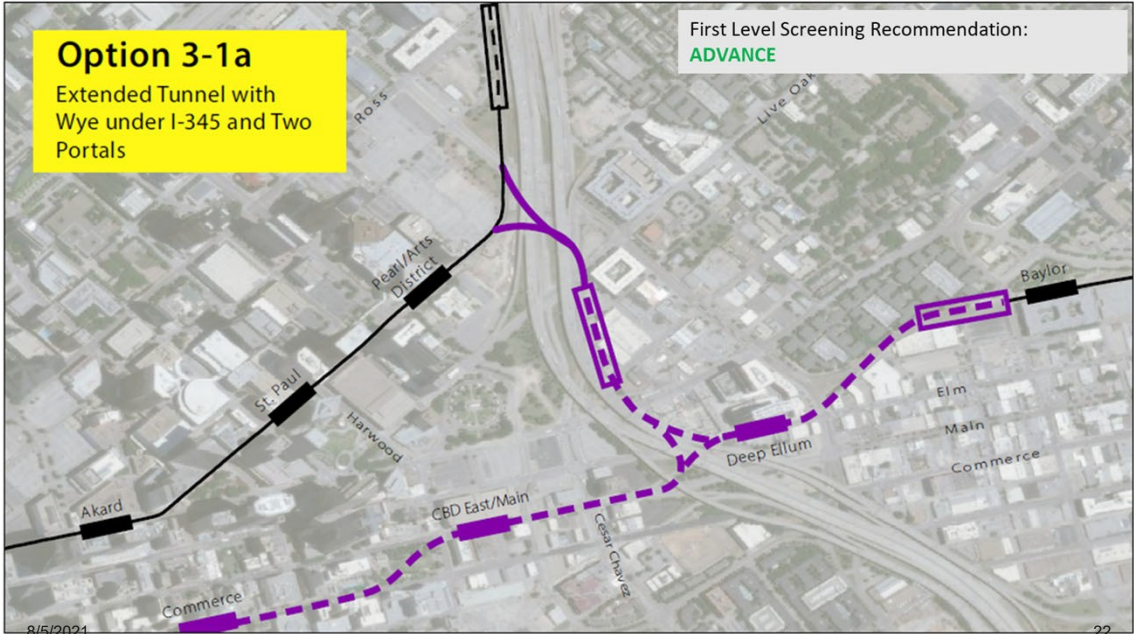 Option 3-1a
Extended Tunnel with
Wye under I-345 and Two
Portals
First Level Screening Recommendation:
ADVANCE
Ross
Live Oak
Pearl/Arts
District
Baylor
St. Paul
Harwood
Elm
Main
Commerce
Deep Ellum
Akard
CBD East/Main
Cesar Chavez
Commerce
8/5/2021
22